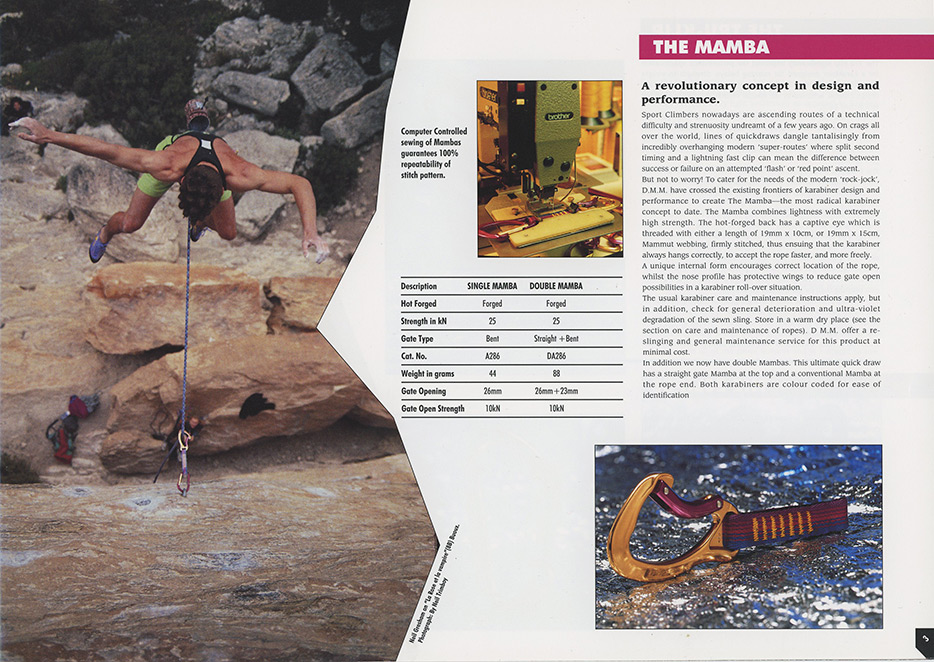 THE MAMBA
A revolutionary concept in design and
performance.
Sport Climbers nowadays are ascending routes of a technical
difficulty and strenuosity undreamt of a few years ago. On crags all
over the world, lines of quickdraws dangle tantalisingly from
incredibly overhanging modern 'super-routes' where split second
timing and a lightning fast clip can mean the difference between
success or failure on an attempted 'flash' or 'red point' ascent.
But not to worry! To cater for the needs of the modern 'rock-jock',
D.M.M. have crossed the existing frontiers of karabiner design and
performance to create The Mamba—the most radical karabiner
concept to date. The Mamba combines lightness with extremely
high strength. The hot-forged back has a captive eye which is
threaded with either a length of 19mm x 10cm, or 19mm x 15cm,
Mammut webbing, firmly stitched, thus ensuing that the karabiner
always hangs correctly, to accept the rope faster, and more freely.
A unique internal form encourages correct location of the rope,
whilst the nose profile has protective wings to reduce gate open
possibilities in a karabiner roll-over situation.
The usual karabiner care and maintenance instructions apply, but
in addition, check for general deterioration and ultra-violet
degradation of the sewn sling. Store in a warm dry place (see the
section on care and maintenance of ropes). D M.M. offer a re-
slinging and general maintenance service for this product at
minimal cost.
In addition we now have double Mambas. This ultimate quick draw
has a straight gate Mamba at the top and a conventional Mamba at
the rope end. Both karabiners are colour coded for ease of
identification
Computer Controlled
sewing of Mambas
guarantees 100%
repeatability of
stitch pattern.
brother
brother
Description SINGLE MAMBA DOUBLE MAMBA
Hot Forged Forged Forged
Strength in kN 25 25
Gate Type Bent Straight + Bent
Cat. No. A286 DA286
Weight in grams 44 88
Gate Opening 26mm 26mm+23mm
Gate Open Strength 10kN 10kN
Neil Gresham on "La Rose et la vampire"(8B) Buoux.
Photograph: By Neil Trimbay
3